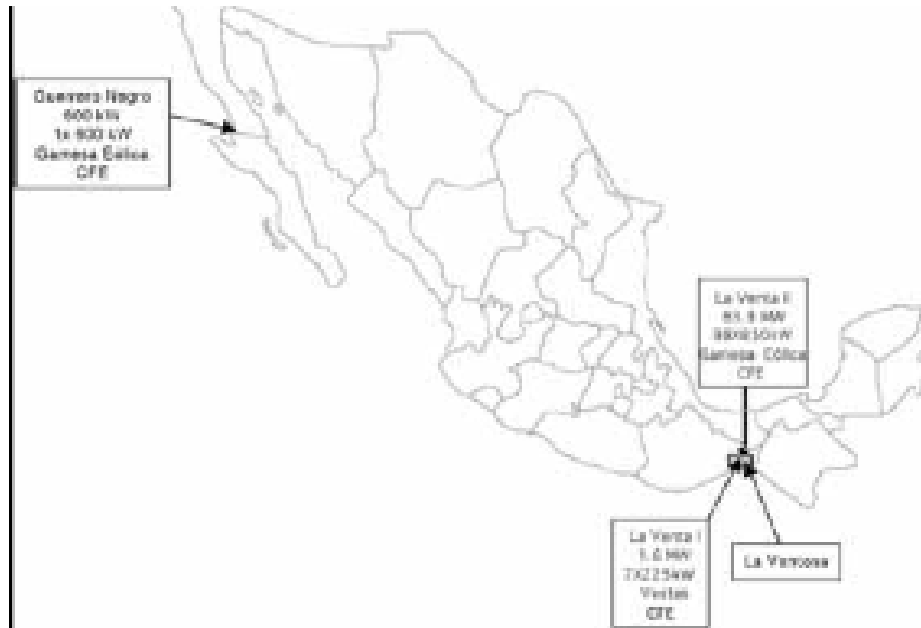 Guerrero Negro
600 kW
1x 600 kW
Gamesa Eólica
CFE
La Venta II
MW
Gamesa Eólica
CFE
La Venta I
1.6 MW
7X225kW
Vestas
CFE
La Ventosa